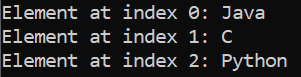 Element at index 0: Java
Element at index 1: C
Element at index 2: Python